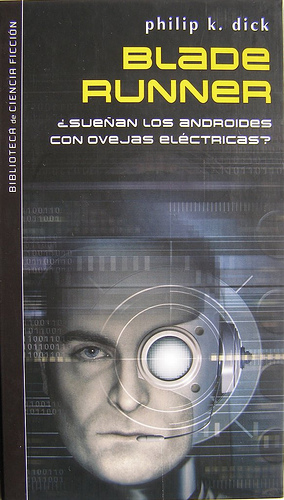 philip k. dick
BLADE
RUNNER
¿SUEÑAN LOS ANDROIDES
CON OVEJAS ELÉCTRICAS?
BIBLIOTECA de CIENCIA FICCIÓN